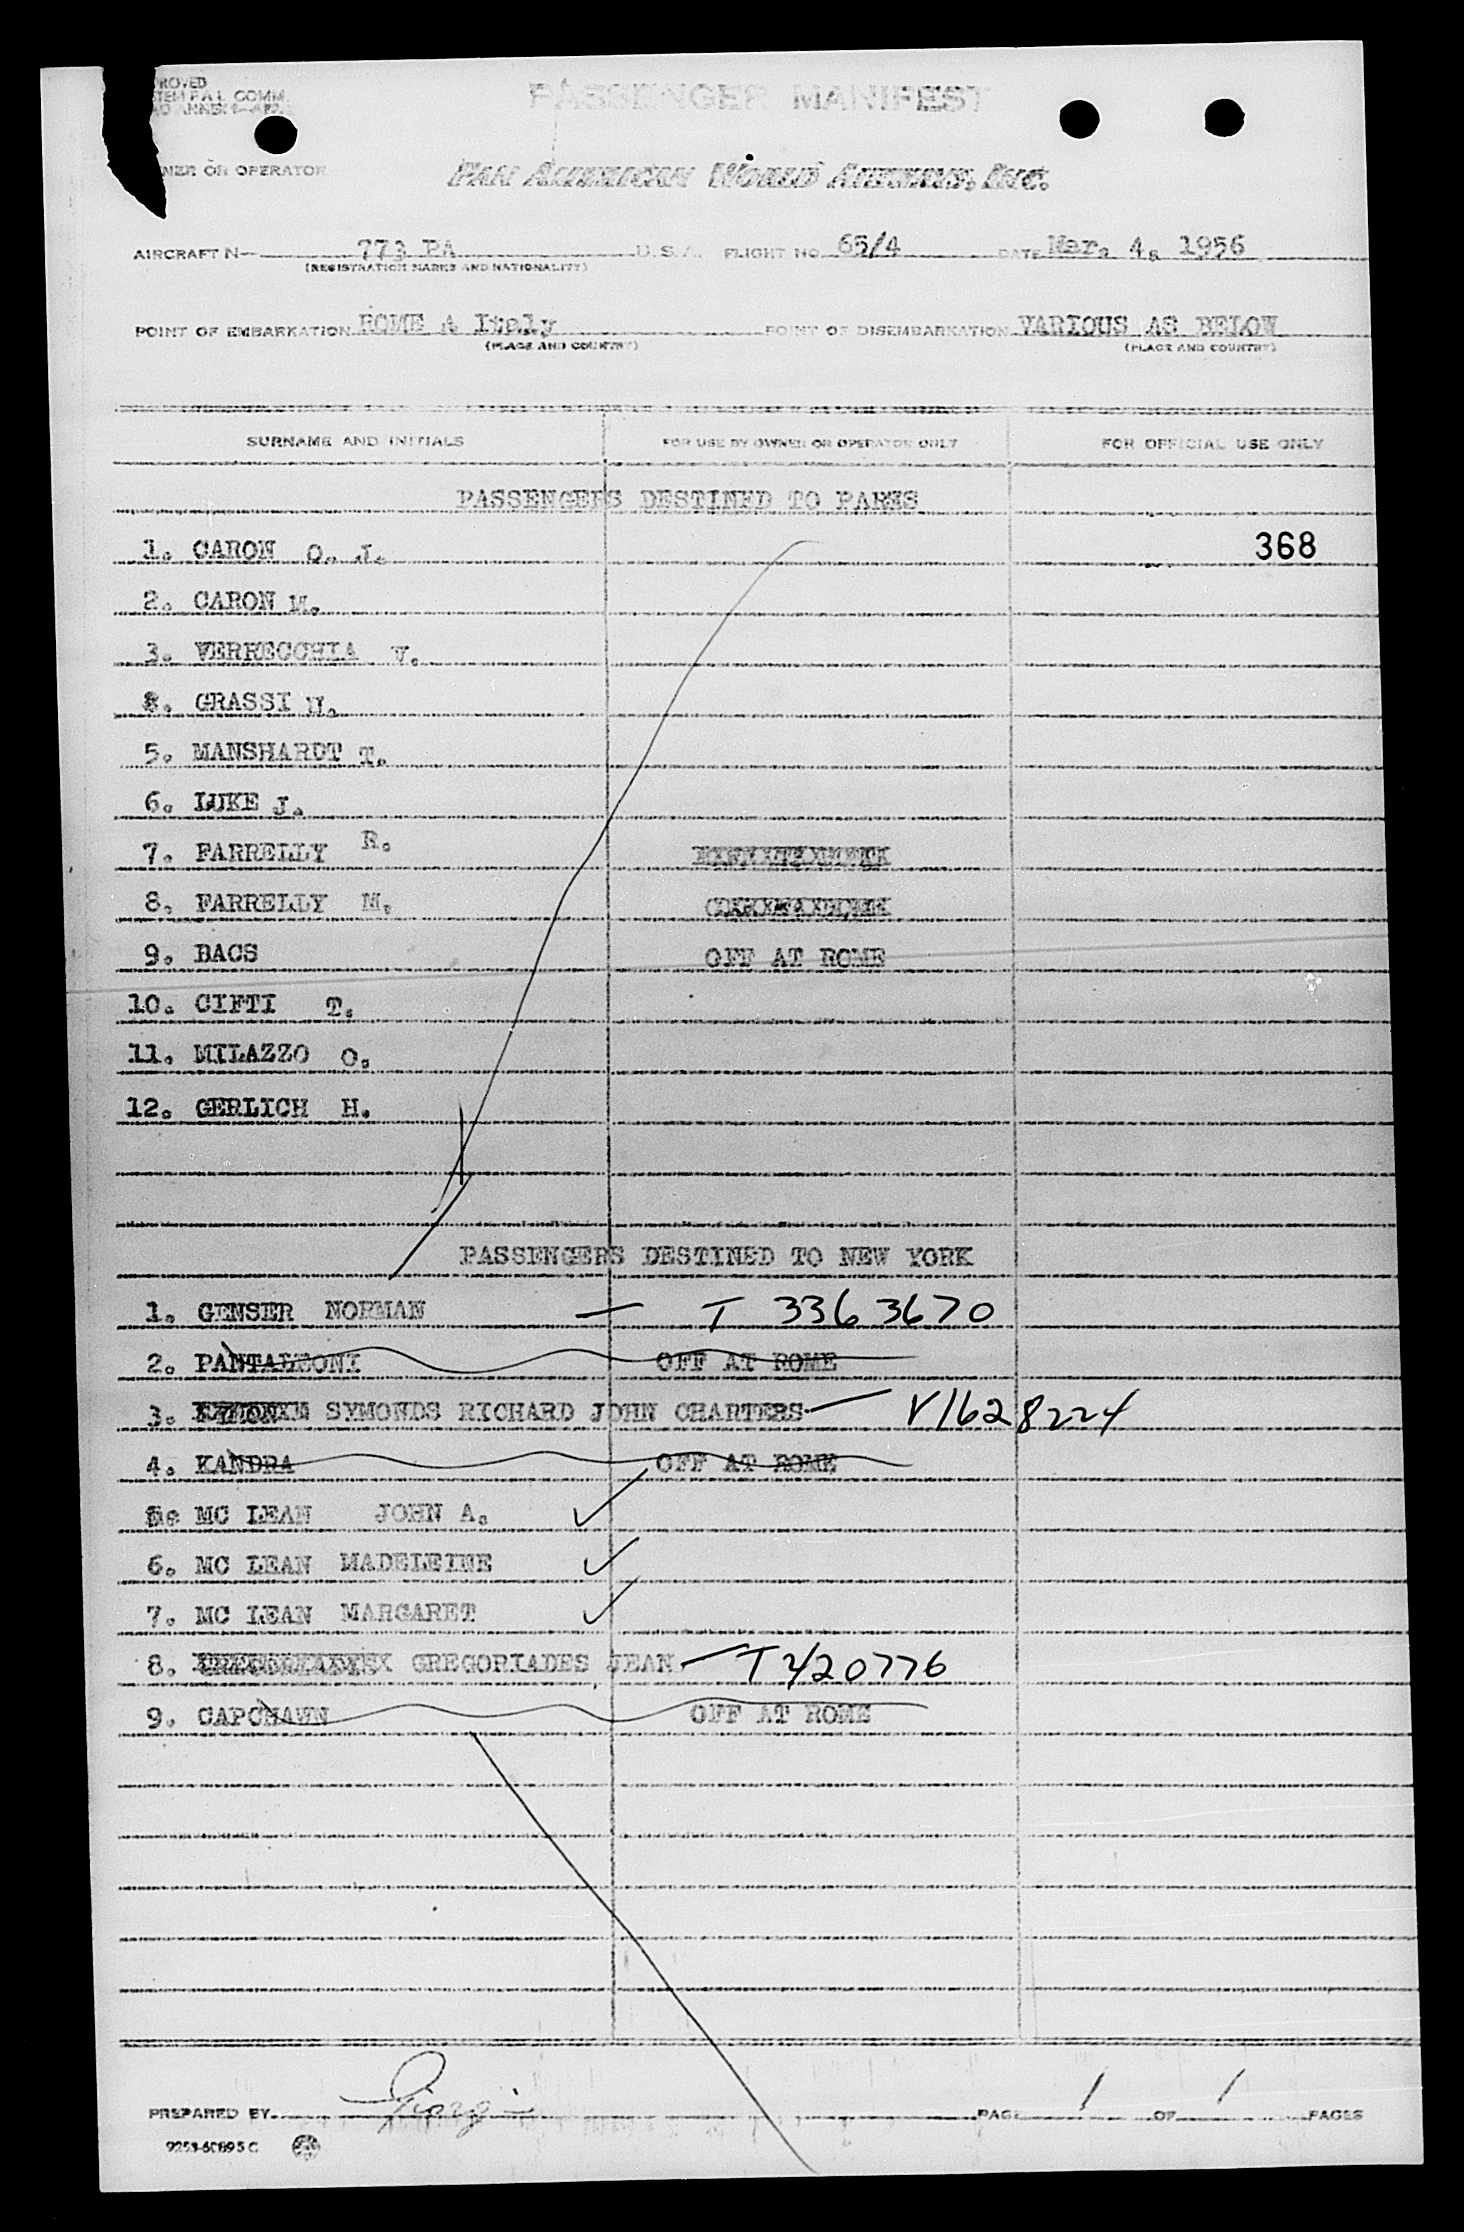 PROVED
PASSENGER MANIFEST
OR OPERATOR PAN AMERICAN WORLD AIRWAYS, INC.
AIRCRAFT N— 773 PA U.S.A. FLIGHT NO 65/4 DATE Mar. 4, 1956
(REGISTRATION MARKS AND NATIONALITY)
POINT OF EMBARKATION ROME Italy POINT OF DISEMBARKATION VARIOUS AS BELOW
(PLACE AND COUNTRY) (PLACE AND COUNTRY)
SURNAME AND INITIALS FOR USE BY OWNER OR OPERATOR ONLY FOR OFFICIAL USE ONLY
PASSENGERS DESTINED TO PARIS
1. CARON O. J. 368
2. CARON M.
3. VERRECCHIA V.
GRASSI N.
5. MANSHARDT T.
6. LUKE J.
7. FARRELLY R.
8. FARRELLY M.
9. BACS OFF AT ROME
10. CIFTI T.
11. MILAZZO O.
12. GERLICH H.
PASSENGERS DESTINED TO NEW YORK
1. GENSER NORMAN — T 3363670
2. PANTALEONI OFF AT ROME
3. SYMONDS RICHARD JOHN CHARTERS — V1628224
4. KANDRA OFF AT ROME
MC LEAN JOHN A. ✓
6. MC LEAN MADELEINE ✓
7. MC LEAN MARGARET ✓
8. GREGORIADES JEAN — T220776
9. CAPCHAWN OFF AT ROME
PREPARED BY PAGE 1 OF 1 PAGES